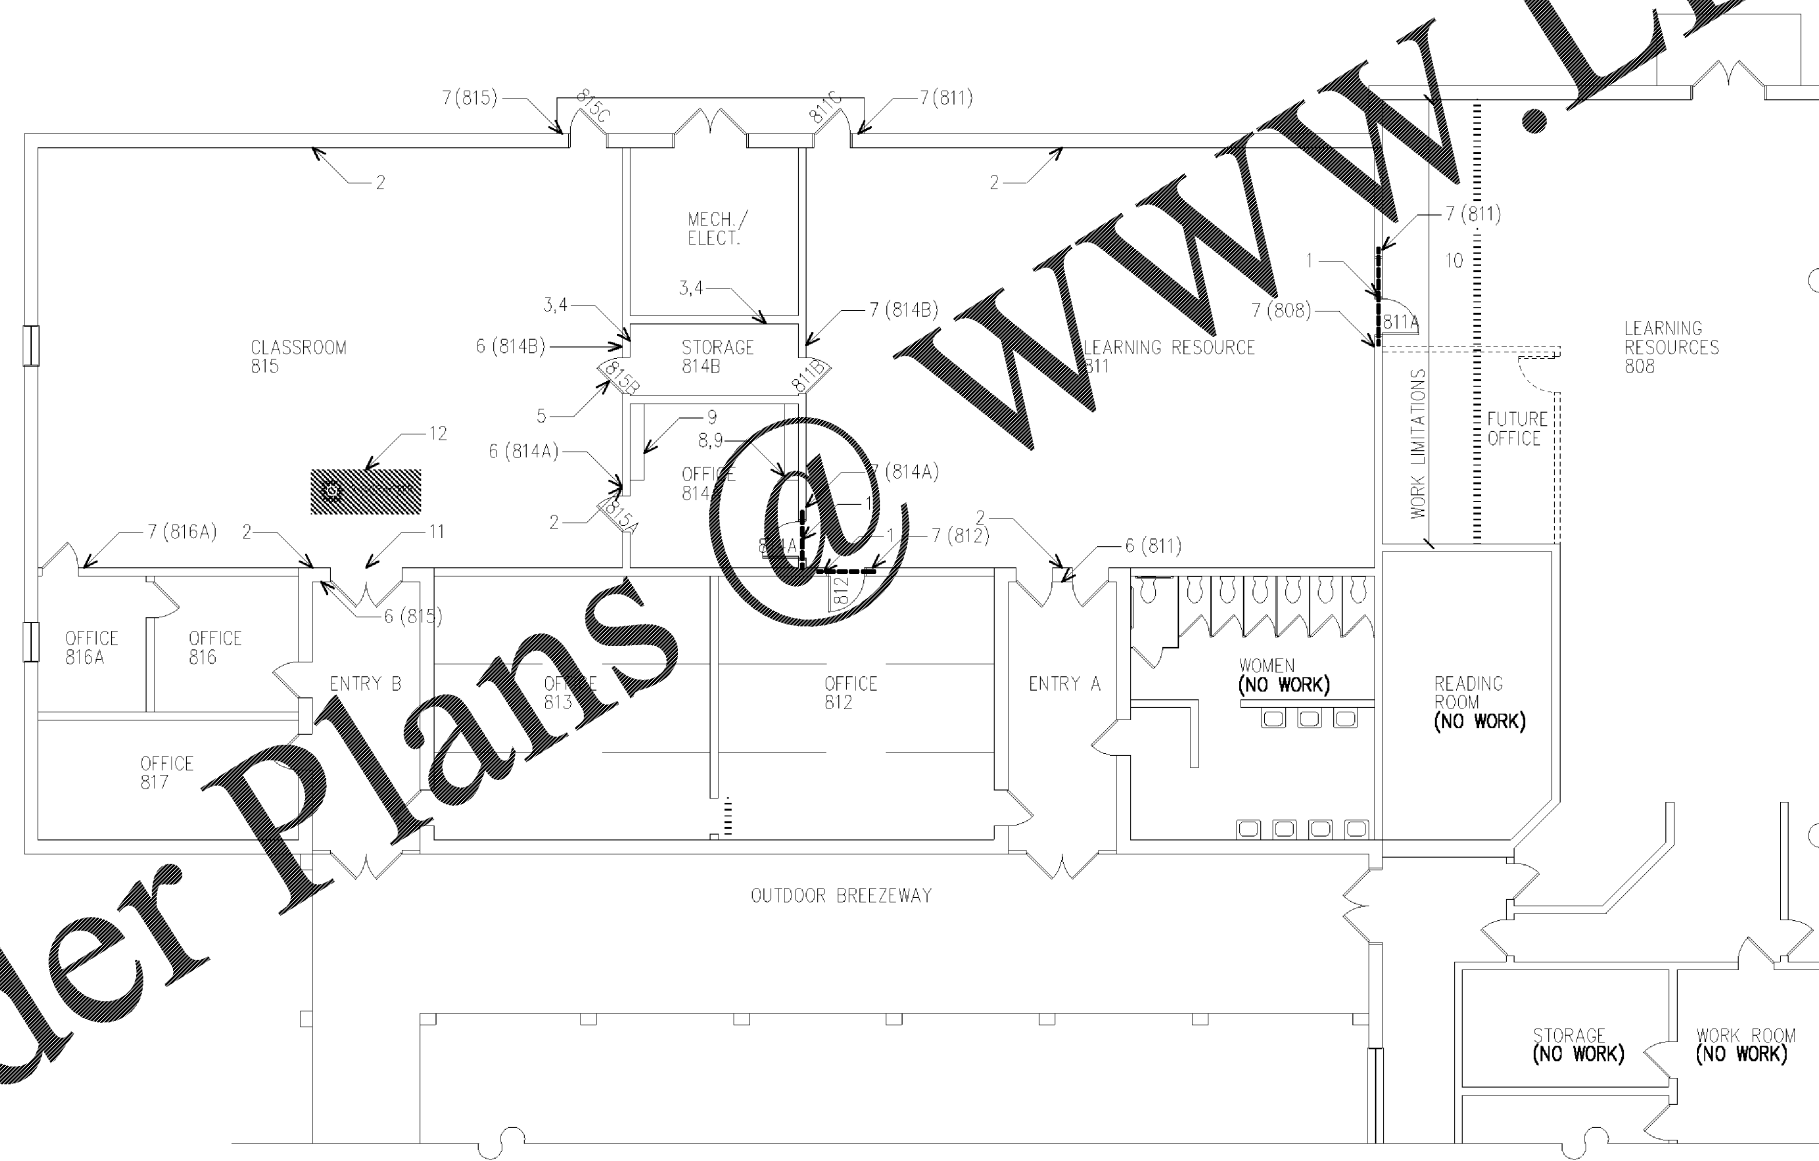 7 (815)
815C
811C
7 (811)
2
2
MECH./
ELECT.
7 (811)
1
10
3,4
3,4
7 (814B)
7 (808)
811A
6 (814B)
CLASSROOM
815
STORAGE
814B
LEARNING RESOURCE
811
LEARNING
RESOURCES
808
815B
811B
5
9
WORK LIMITATIONS
FUTURE
OFFICE
12
8,9
6 (814A)
OFFICE
814A
7 (814A)
1
2
815A
2
7 (816A)
2
11
1
7 (812)
6 (811)
812
6 (815)
OFFICE
816A
OFFICE
816
ENTRY B
OFFICE
813
OFFICE
812
ENTRY A
WOMEN
(NO WORK)
READING
ROOM
(NO WORK)
OFFICE
817
OUTDOOR BREEZEWAY
STORAGE
(NO WORK)
WORK ROOM
(NO WORK)
der Plans @ www.